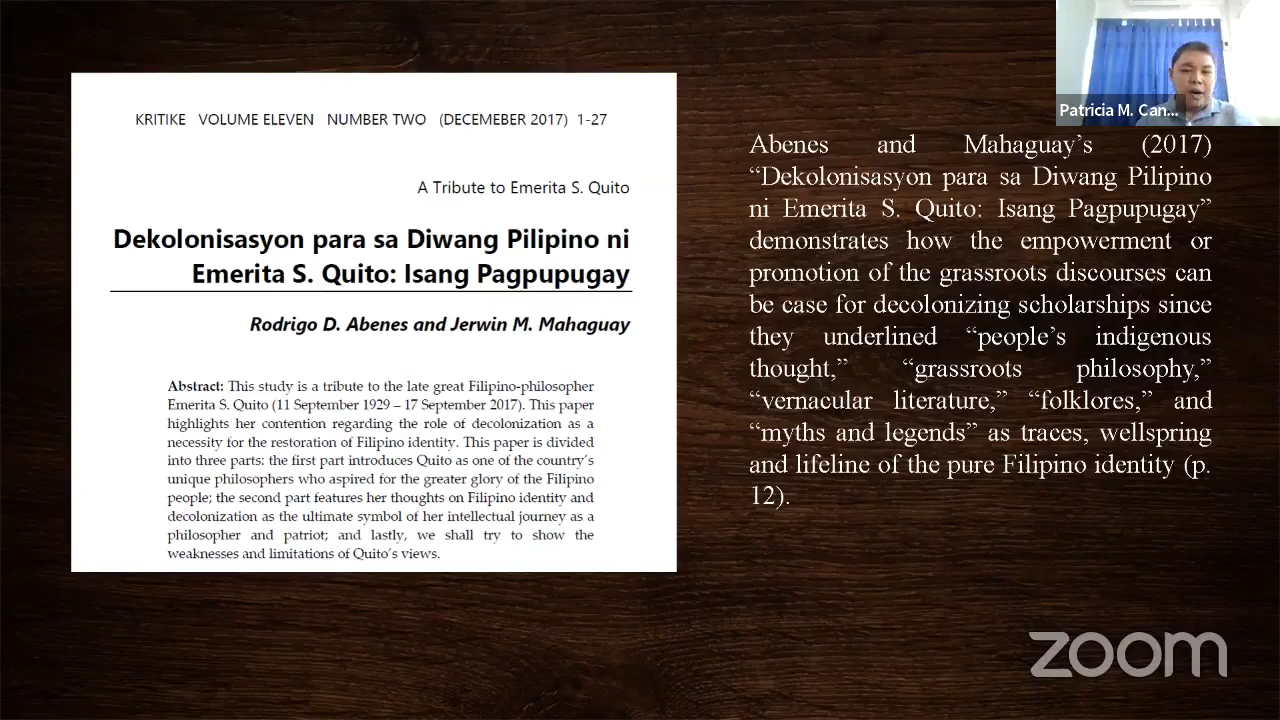 KRITIKE VOLUME ELEVEN NUMBER TWO (DECEMEBER 2017) 1-27
A Tribute to Emerita S. Quito
Dekolonisasyon para sa Diwang Pilipino ni
Emerita S. Quito: Isang Pagpupugay
Rodrigo D. Abenes and Jerwin M. Mahaguay
Abstract: This study is a tribute to the late great Filipino-philosopher
Emerita S. Quito (11 September 1929 – 17 September 2017). This paper
highlights her contention regarding the role of decolonization as a
necessity for the restoration of Filipino identity. This paper is divided
into three parts: the first part introduces Quito as one of the country's
unique philosophers who aspired for the greater glory of the Filipino
people; the second part features her thoughts on Filipino identity and
decolonization as the ultimate symbol of her intellectual journey as a
philosopher and patriot; and lastly, we shall try to show the
weaknesses and limitations of Quito's views.
Patricia M. Can...
Abenes and Mahaguay's (2017)
“Dekolonisasyon para sa Diwang Pilipino
ni Emerita S. Quito: Isang Pagpupugay”
demonstrates how the empowerment or
promotion of the grassroots discourses can
be case for decolonizing scholarships since
they underlined “people's indigenous
thought,” “grassroots philosophy,”
“vernacular literature,” “folklores,” and
“myths and legends” as traces, wellspring
and lifeline of the pure Filipino identity (p.
12).
zoom